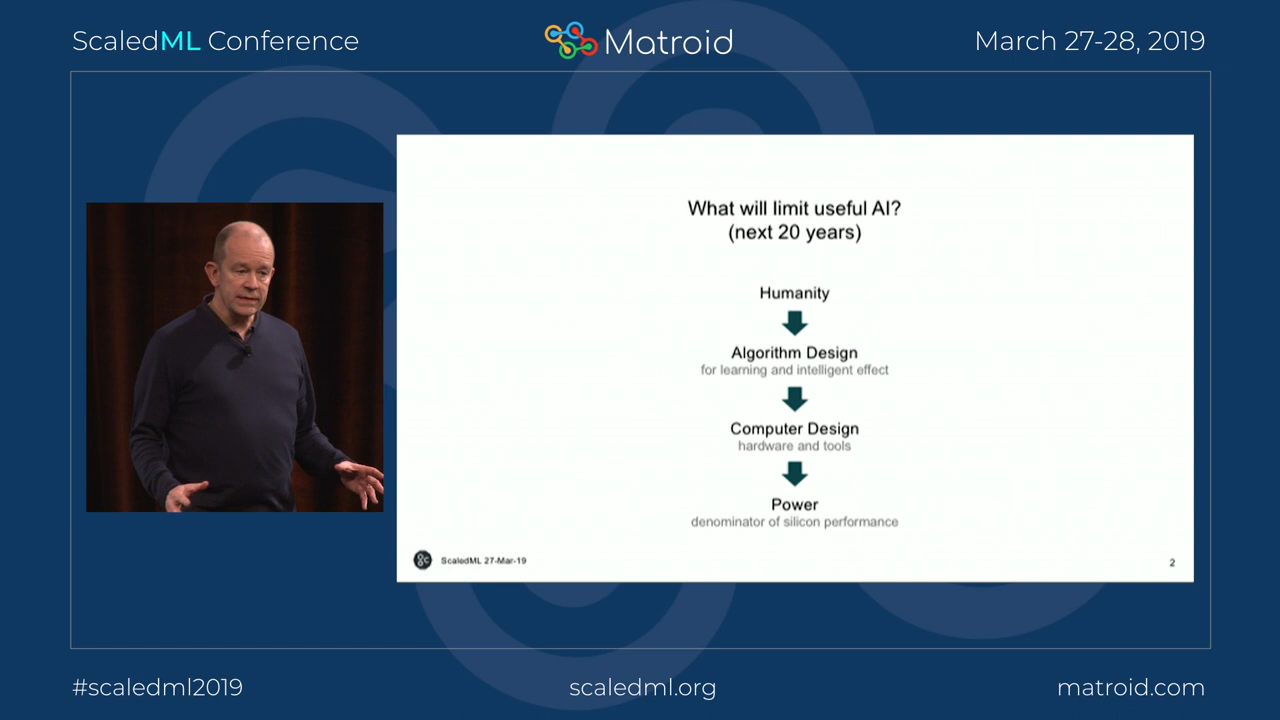 ScaledML Conference
Matroid
March 27-28, 2019
What will limit useful AI?
(next 20 years)
Humanity
Algorithm Design
for learning and intelligent effect
Computer Design
hardware and tools
Power
denominator of silicon performance
ScaledML 27-Mar-19
2
#scaledml2019
scaledml.org
matroid.com